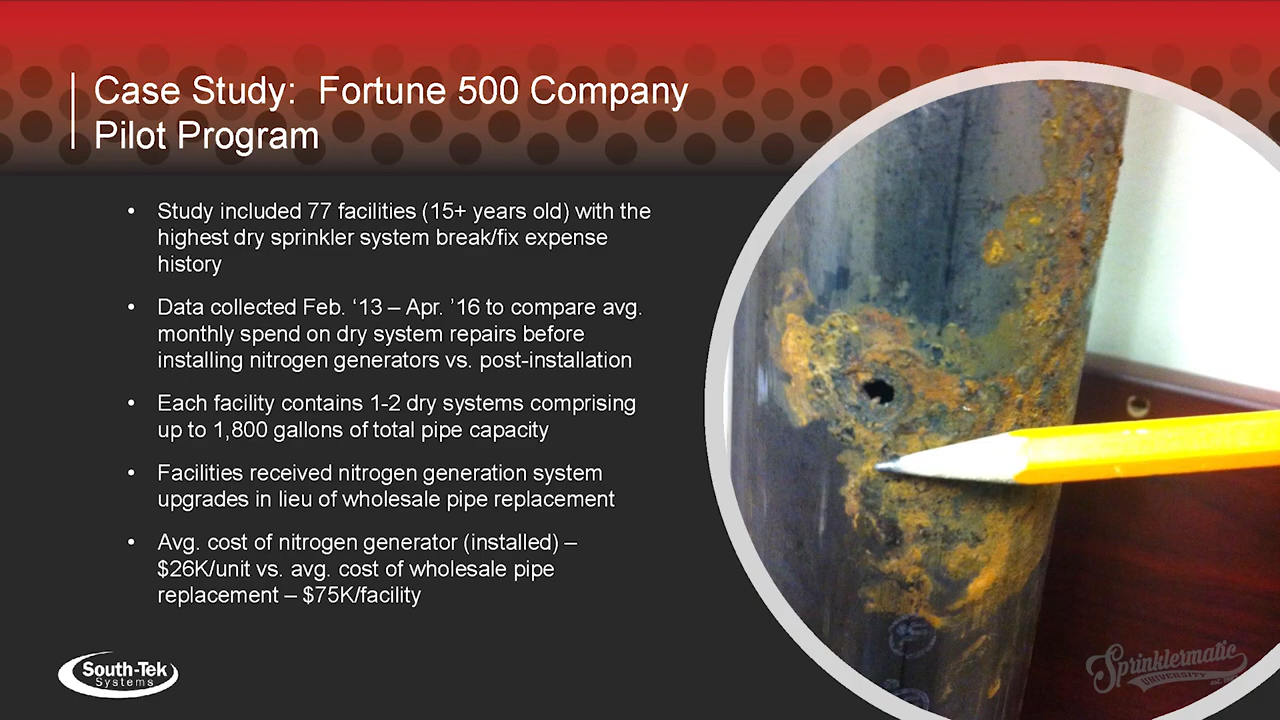 Case Study:  Fortune 500 Company
Pilot Program
• Study included 77 facilities (15+ years old) with the
highest dry sprinkler system break/fix expense
history
• Data collected Feb. ‘13 – Apr. ’16 to compare avg.
monthly spend on dry system repairs before
installing nitrogen generators vs. post-installation
• Each facility contains 1-2 dry systems comprising
up to 1,800 gallons of total pipe capacity
• Facilities received nitrogen generation system
upgrades in lieu of wholesale pipe replacement
• Avg. cost of nitrogen generator (installed) –
$26K/unit vs. avg. cost of wholesale pipe
replacement – $75K/facility
South-Tek
Systems
Sprinklermatic
UNIVERSITY